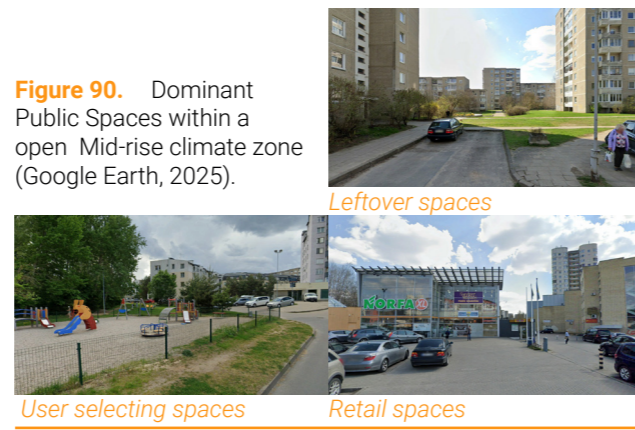 Figure 90. Dominant
Public Spaces within a
open Mid-rise climate zone
(Google Earth, 2025).
Leftover spaces
NORFA
User selecting spaces
Retail spaces